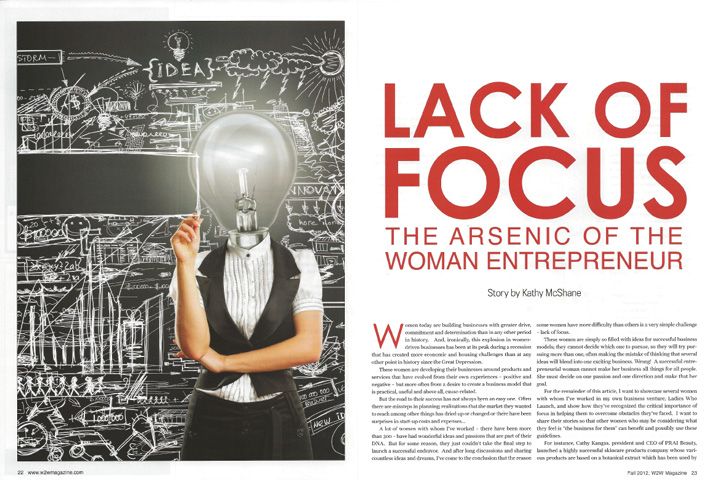 STORM
{IDEA}
INNOVA
LACK OF
FOCUS
THE ARSENIC OF THE
WOMAN ENTREPRENEUR
Story by Kathy McShane
Women today are building businesses with greater drive,
commitment and determination than in any other period
in history. And, ironically, this explosion in women-
driven businesses has been at its peak during a recession
that has created more economic and housing challenges than at any
other point in history since the Great Depression.
These women are developing their businesses around products and
services that have evolved from their own experiences – positive and
negative – but more often from a desire to create a business model that
is practical, useful and above all, cause-related.
But the road to their success has not always been an easy one. Often
there are missteps in planning; realizations that the market they wanted
to reach among other things has dried up or changed or there have been
surprises in start-up costs and expenses...
A lot of women with whom I've worked – there have been more
than 300 – have had wonderful ideas and passions that are part of their
DNA. But for some reason, they just couldn't take the final step to
launch a successful endeavor. And after long discussions and sharing
countless ideas and dreams, I've come to the conclusion that the reason
some women have more difficulty than others is a very simple challenge
– lack of focus.
These women are simply so filled with ideas for successful business
models; they cannot decide which one to pursue, so they will try pur-
suing more than one, often making the mistake of thinking that several
ideas will blend into one exciting business. Wrong! A successful entre-
preneurial woman cannot make her business all things for all people.
She must decide on one passion and one direction and make that her
goal.
For the remainder of this article, I want to showcase several women
with whom I've worked in my own business venture, Ladies Who
Launch, and show how they've recognized the critical importance of
focus in helping them to overcome obstacles they've faced. I want to
share their stories so that other women who may be considering what
they feel is "the business for them" can benefit and possibly use these
guidelines.
For instance, Cathy Kangas, president and CEO of PRAI Beauty,
launched a highly successful skincare products company whose vari-
ous products are based on a botanical extract which has been used by
22 www.w2wmagazine.com
Fall 2012, W2W Magazine 23